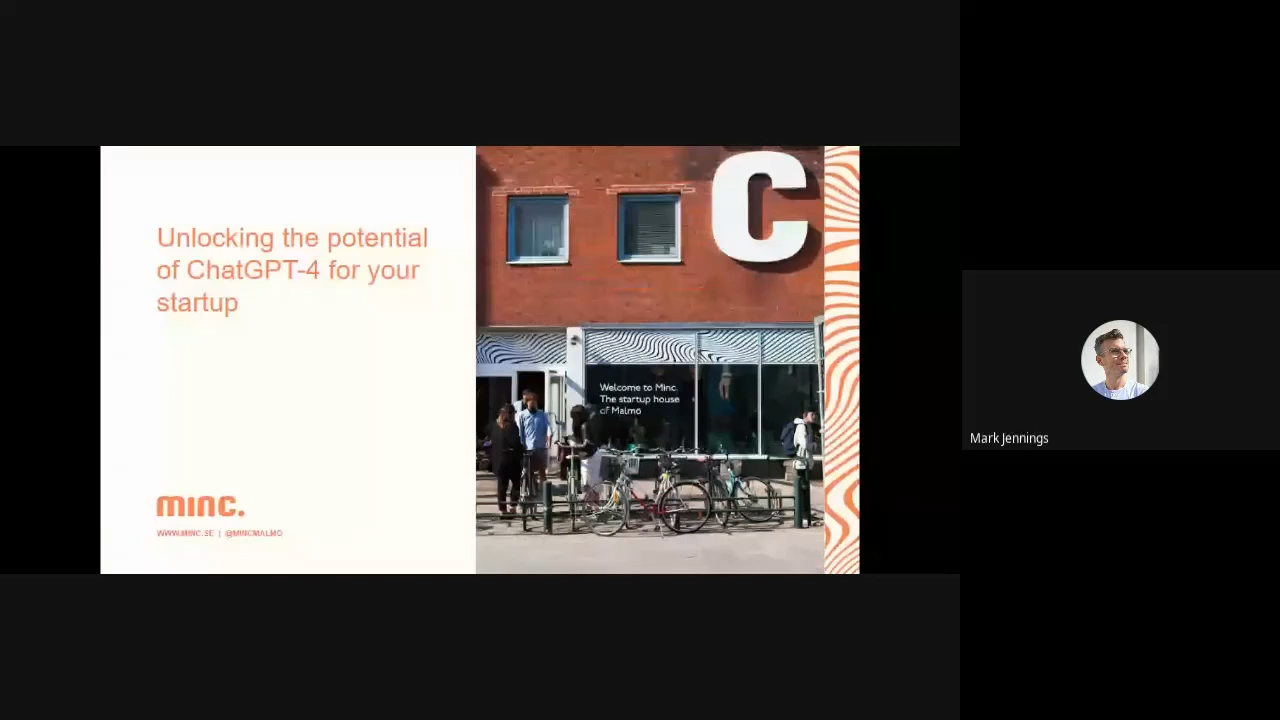 Unlocking the potential
of ChatGPT-4 for your
startup
minc.
WWW.MINC.SE | @MINCMALMO
C
Welcome to Minc.
The startup house
of Malmö
Mark Jennings